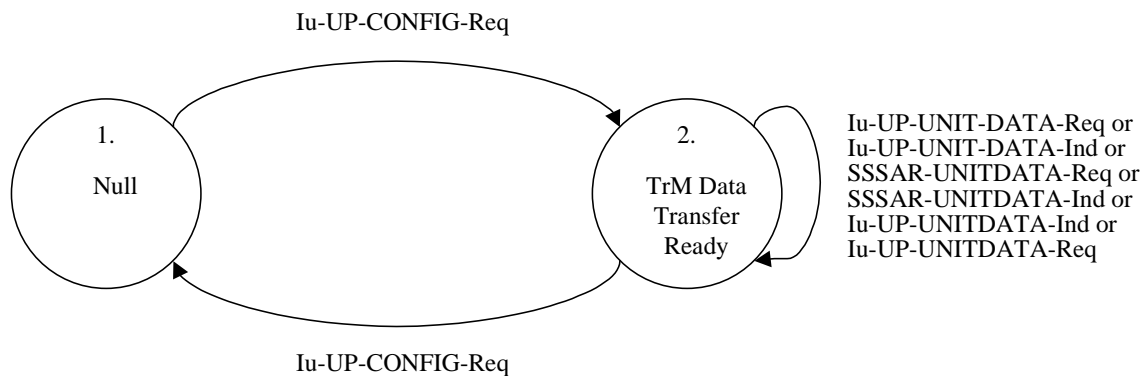 Iu-UP-CONFIG-Req
1.
Null
2.
TrM Data
Transfer
Ready
Iu-UP-UNIT-DATA-Req or
Iu-UP-UNIT-DATA-Ind or
SSSAR-UNITDATA-Req or
SSSAR-UNITDATA-Ind or
Iu-UP-UNITDATA-Ind or
Iu-UP-UNITDATA-Req
Iu-UP-CONFIG-Req